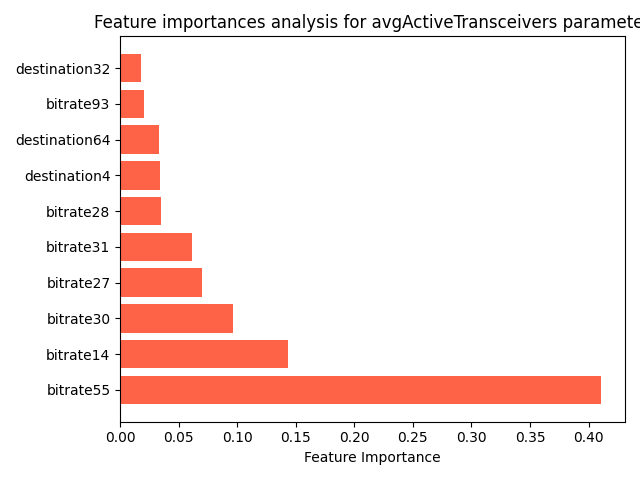 Feature importances analysis for avgActiveTransceivers paramete
destination32
bitrate93
destination64
destination4
bitrate28
bitrate31
bitrate27
bitrate30
bitrate14
bitrate55
0.00 0.05 0.10 0.15 0.20 0.25 0.30 0.35 0.40
Feature Importance